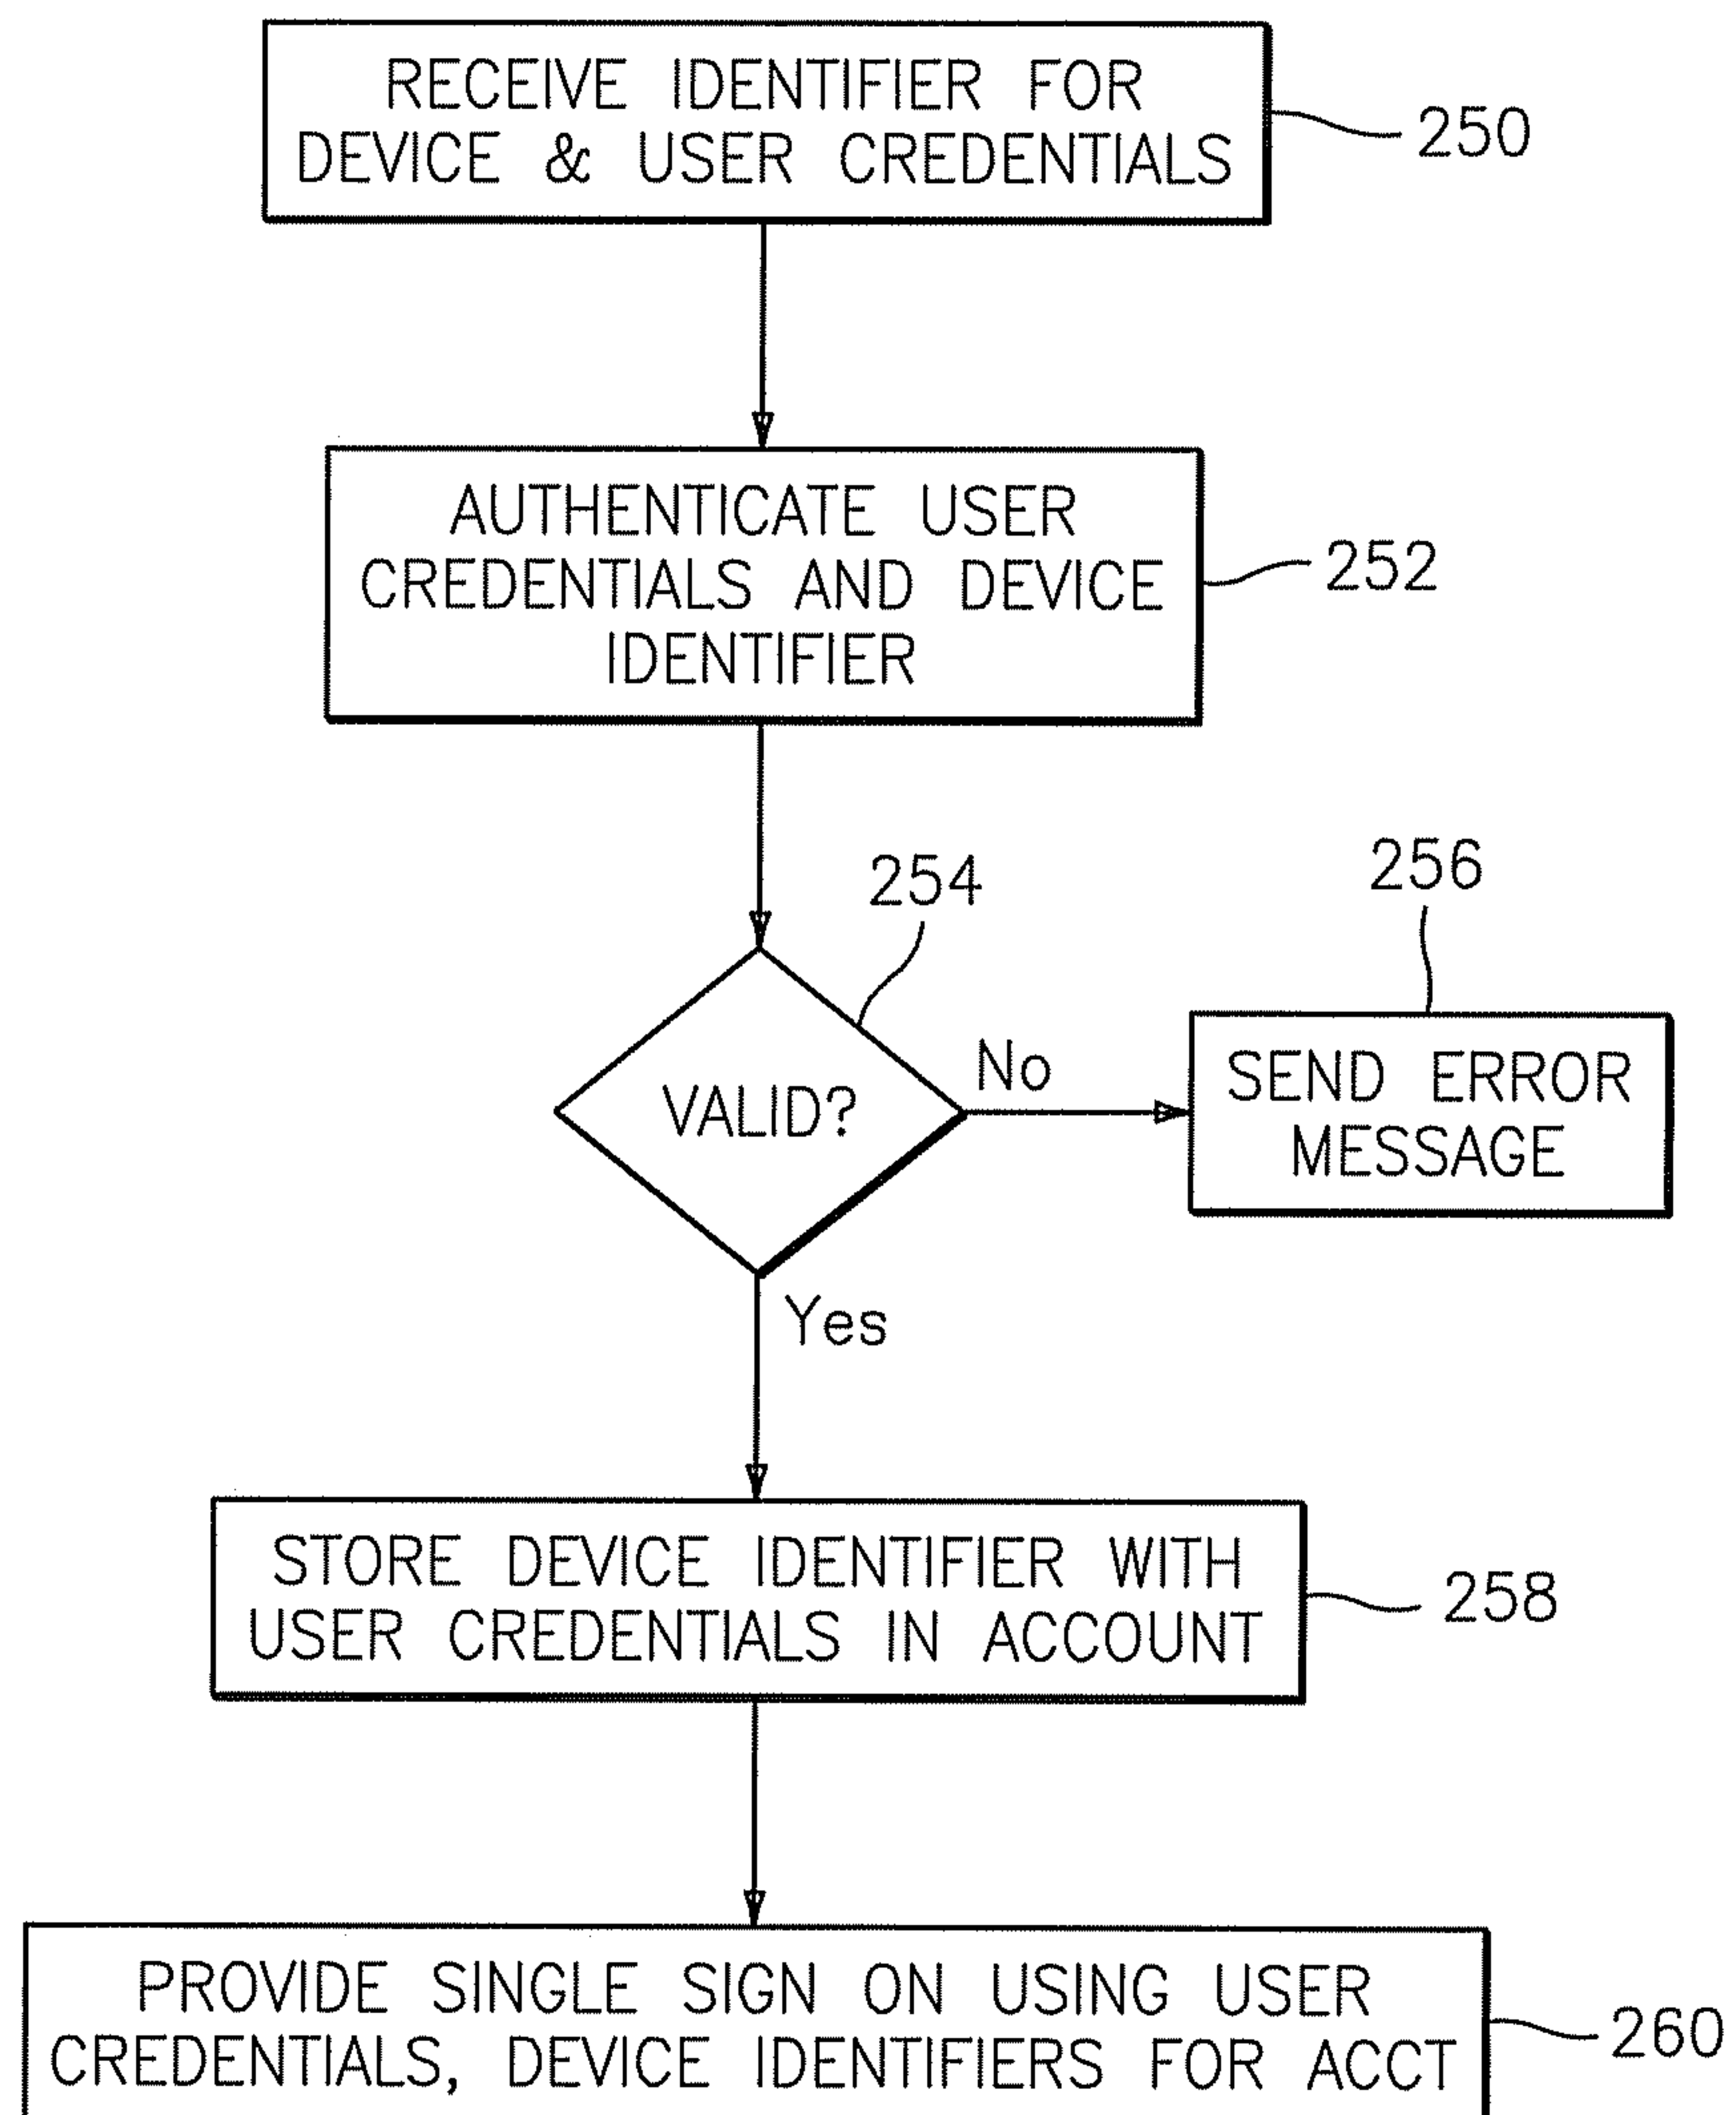 RECEIVE IDENTIFIER FOR
DEVICE & USER CREDENTIALS
250
AUTHENTICATE USER
CREDENTIALS AND DEVICE
IDENTIFIER
252
254
VALID?
No
256
SEND ERROR
MESSAGE
Yes
STORE DEVICE IDENTIFIER WITH
USER CREDENTIALS IN ACCOUNT
258
PROVIDE SINGLE SIGN ON USING USER
CREDENTIALS, DEVICE IDENTIFIERS FOR ACCT
260